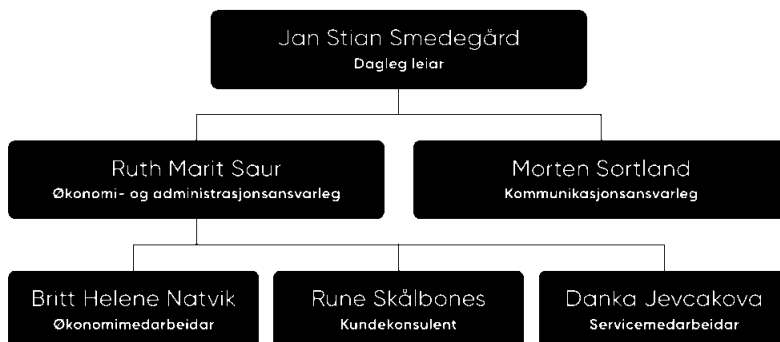 Jan Stian Smedegård
Dagleg leiar
Ruth Marit Saur
Økonomi- og administrasjonsansvarleg
Morten Sortland
Kommunikasjonsansvarleg
Britt Helene Natvik
Økonomimedarbeidar
Rune Skålbones
Kundekonsulent
Danka Jevcakova
Servicemedarbeidar